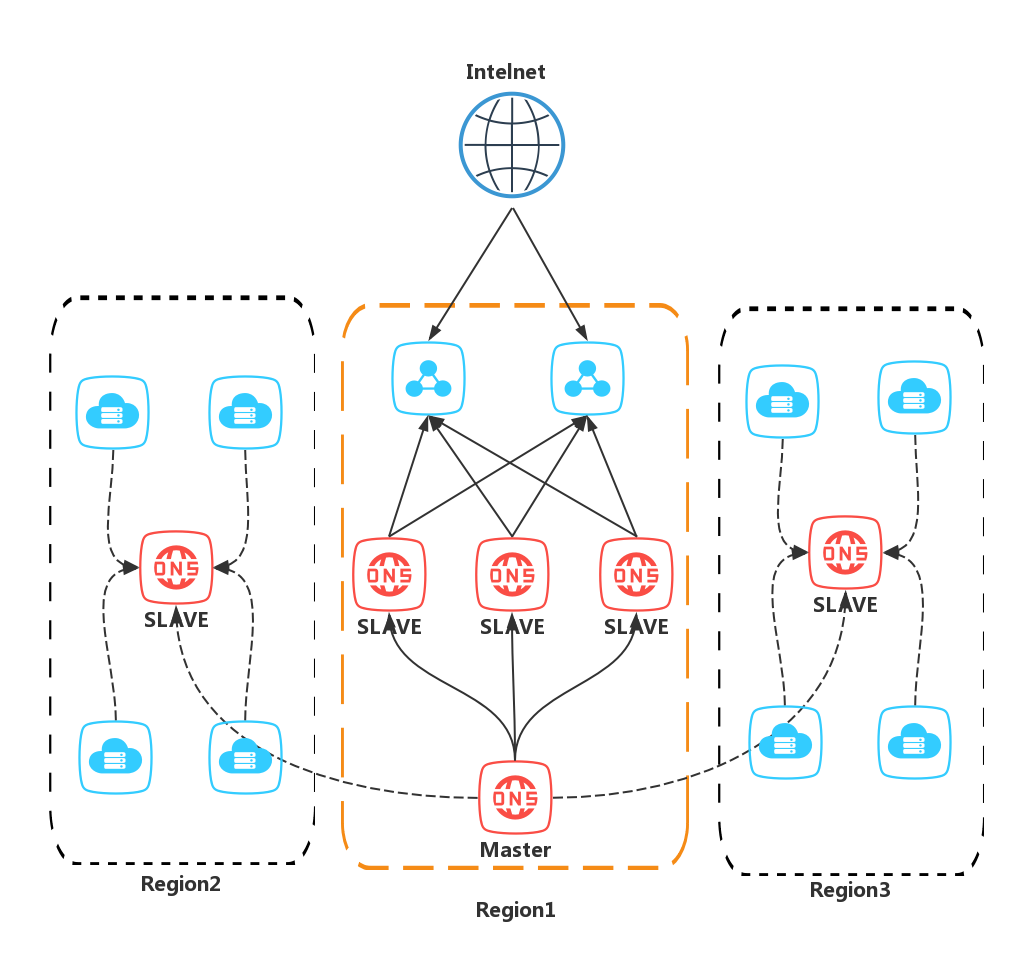 Intelnet
DNS
SLAVE
DNS
SLAVE
DNS
SLAVE
DNS
SLAVE
DNS
SLAVE
DNS
Master
Region2
Region1
Region3